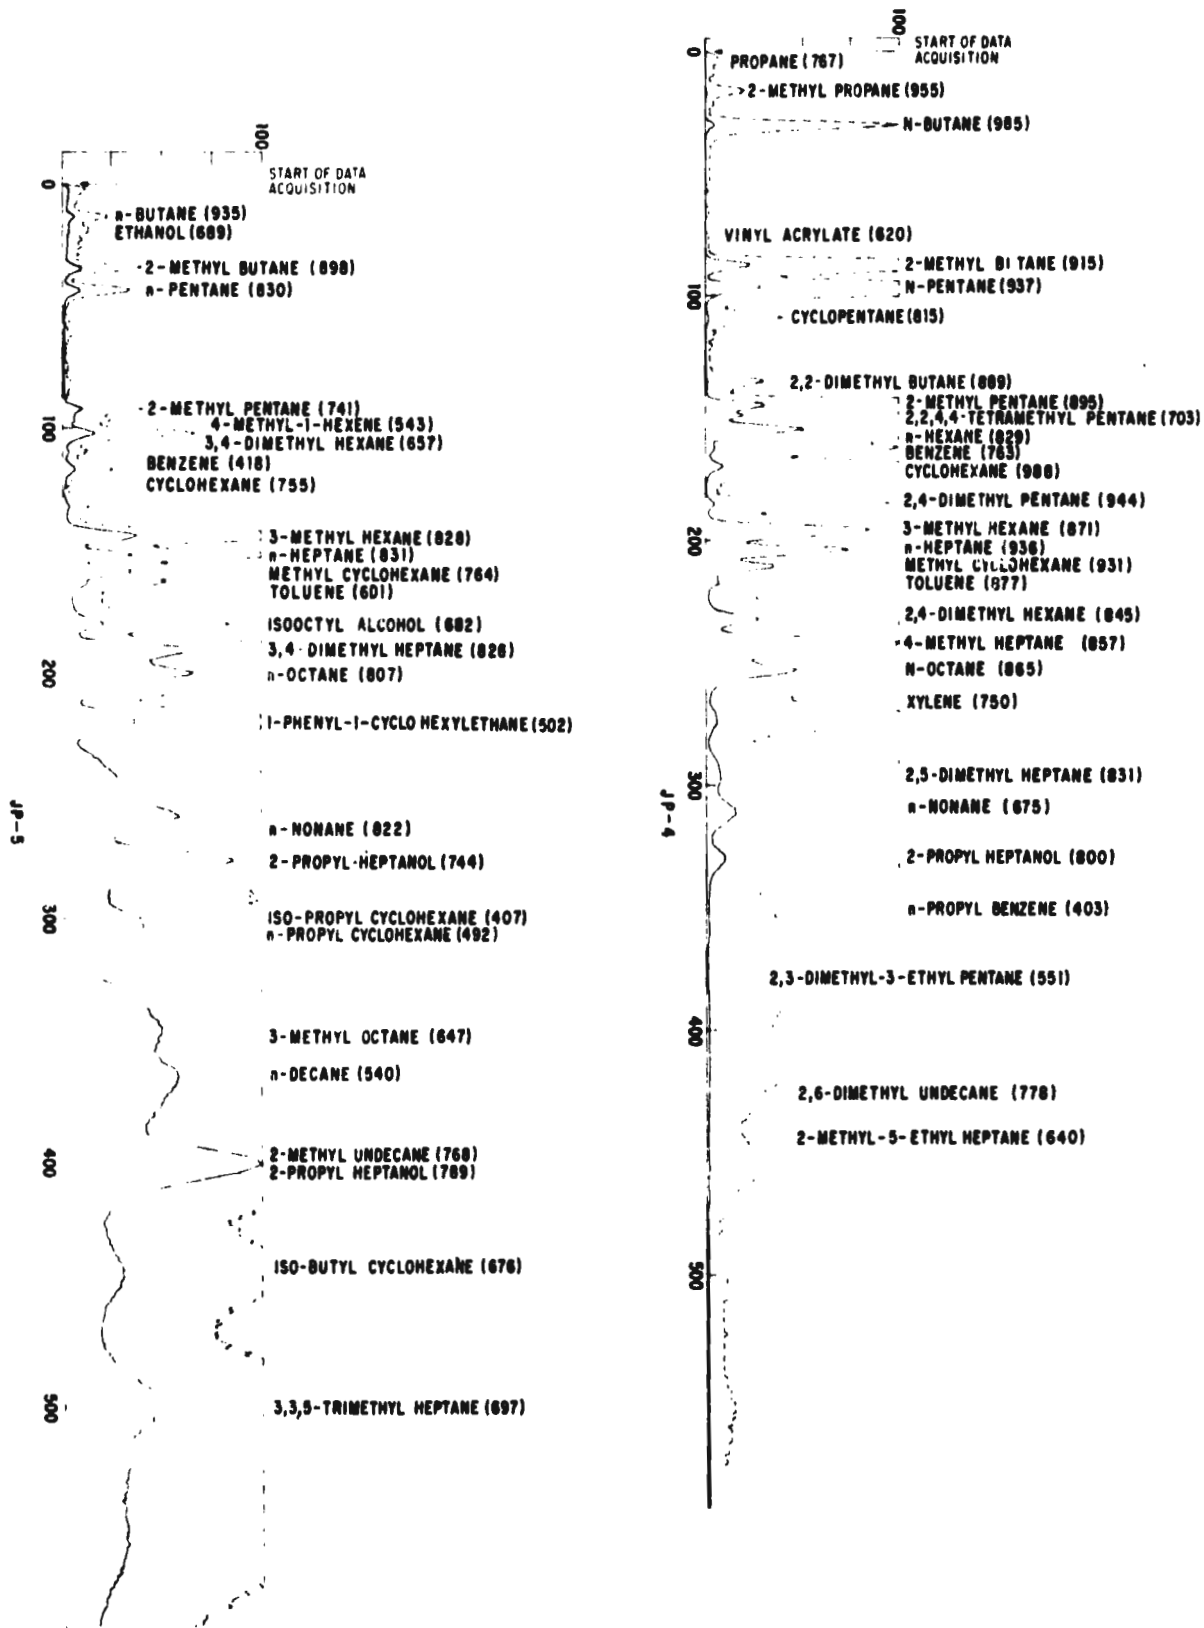 100
START OF DATA
ACQUISITION
0
n-BUTANE (935)
ETHANOL (689)
2-METHYL BUTANE (898)
n-PENTANE (830)
2-METHYL PENTANE (741)
100
4-METHYL-1-HEXENE (543)
3,4-DIMETHYL HEXANE (657)
BENZENE (418)
CYCLOHEXANE (755)
3-METHYL HEXANE (828)
n-HEPTANE (831)
METHYL CYCLOHEXANE (764)
TOLUENE (601)
ISOOCTYL ALCOHOL (682)
3,4-DIMETHYL HEPTANE (826)
200
n-OCTANE (807)
1-PHENYL-1-CYCLO HEXYLETHANE (502)
JP-5
n-NONANE (822)
2-PROPYL-HEPTANOL (744)
300
ISO-PROPYL CYCLOHEXANE (407)
n-PROPYL CYCLOHEXANE (492)
3-METHYL OCTANE (647)
n-DECANE (540)
400
2-METHYL UNDECANE (768)
2-PROPYL HEPTANOL (789)
ISO-BUTYL CYCLOHEXANE (676)
500
3,3,5-TRIMETHYL HEPTANE (697)
100
START OF DATA
ACQUISITION
0
PROPANE (767)
2-METHYL PROPANE (955)
N-BUTANE (985)
VINYL ACRYLATE (620)
2-METHYL BI TANE (915)
N-PENTANE (937)
100
CYCLOPENTANE (815)
2,2-DIMETHYL BUTANE (889)
2-METHYL PENTANE (895)
2,2,4,4-TETRAMETHYL PENTANE (703)
n-HEXANE (829)
BENZENE (763)
CYCLOHEXANE (988)
2,4-DIMETHYL PENTANE (944)
3-METHYL HEXANE (871)
200
n-HEPTANE (936)
METHYL CYCLOHEXANE (931)
TOLUENE (877)
2,4-DIMETHYL HEXANE (845)
4-METHYL HEPTANE (857)
N-OCTANE (865)
XYLENE (750)
300
2,5-DIMETHYL HEPTANE (831)
JP-4
n-NONANE (675)
2-PROPYL HEPTANOL (800)
n-PROPYL BENZENE (403)
2,3-DIMETHYL-3-ETHYL PENTANE (551)
400
2,6-DIMETHYL UNDECANE (778)
2-METHYL-5-ETHYL HEPTANE (640)
500